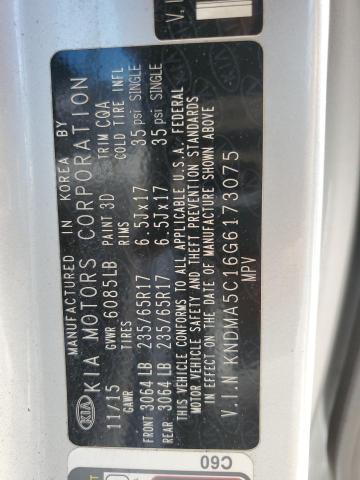 MANUFACTURED IN KOREA BY
KIA KIA MOTORS CORPORATION
11/15 GVWR 6085LB PAINT 3D TRIM CQA
GAWR TIRES RIMS COLD TIRE INFL
FRONT 3064 LB 235/65R17 6.5Jx17 35 psi SINGLE
REAR 3064 LB 235/65R17 6.5Jx17 35 psi SINGLE
THIS VEHICLE CONFORMS TO ALL APPLICABLE U.S.A. FEDERAL
MOTOR VEHICLE SAFETY AND THEFT PREVENTION STANDARDS
IN EFFECT ON THE DATE OF MANUFACTURE SHOWN ABOVE
V.I.N KNDMA5C16G6173075
MPV
V.I
KIA
C60